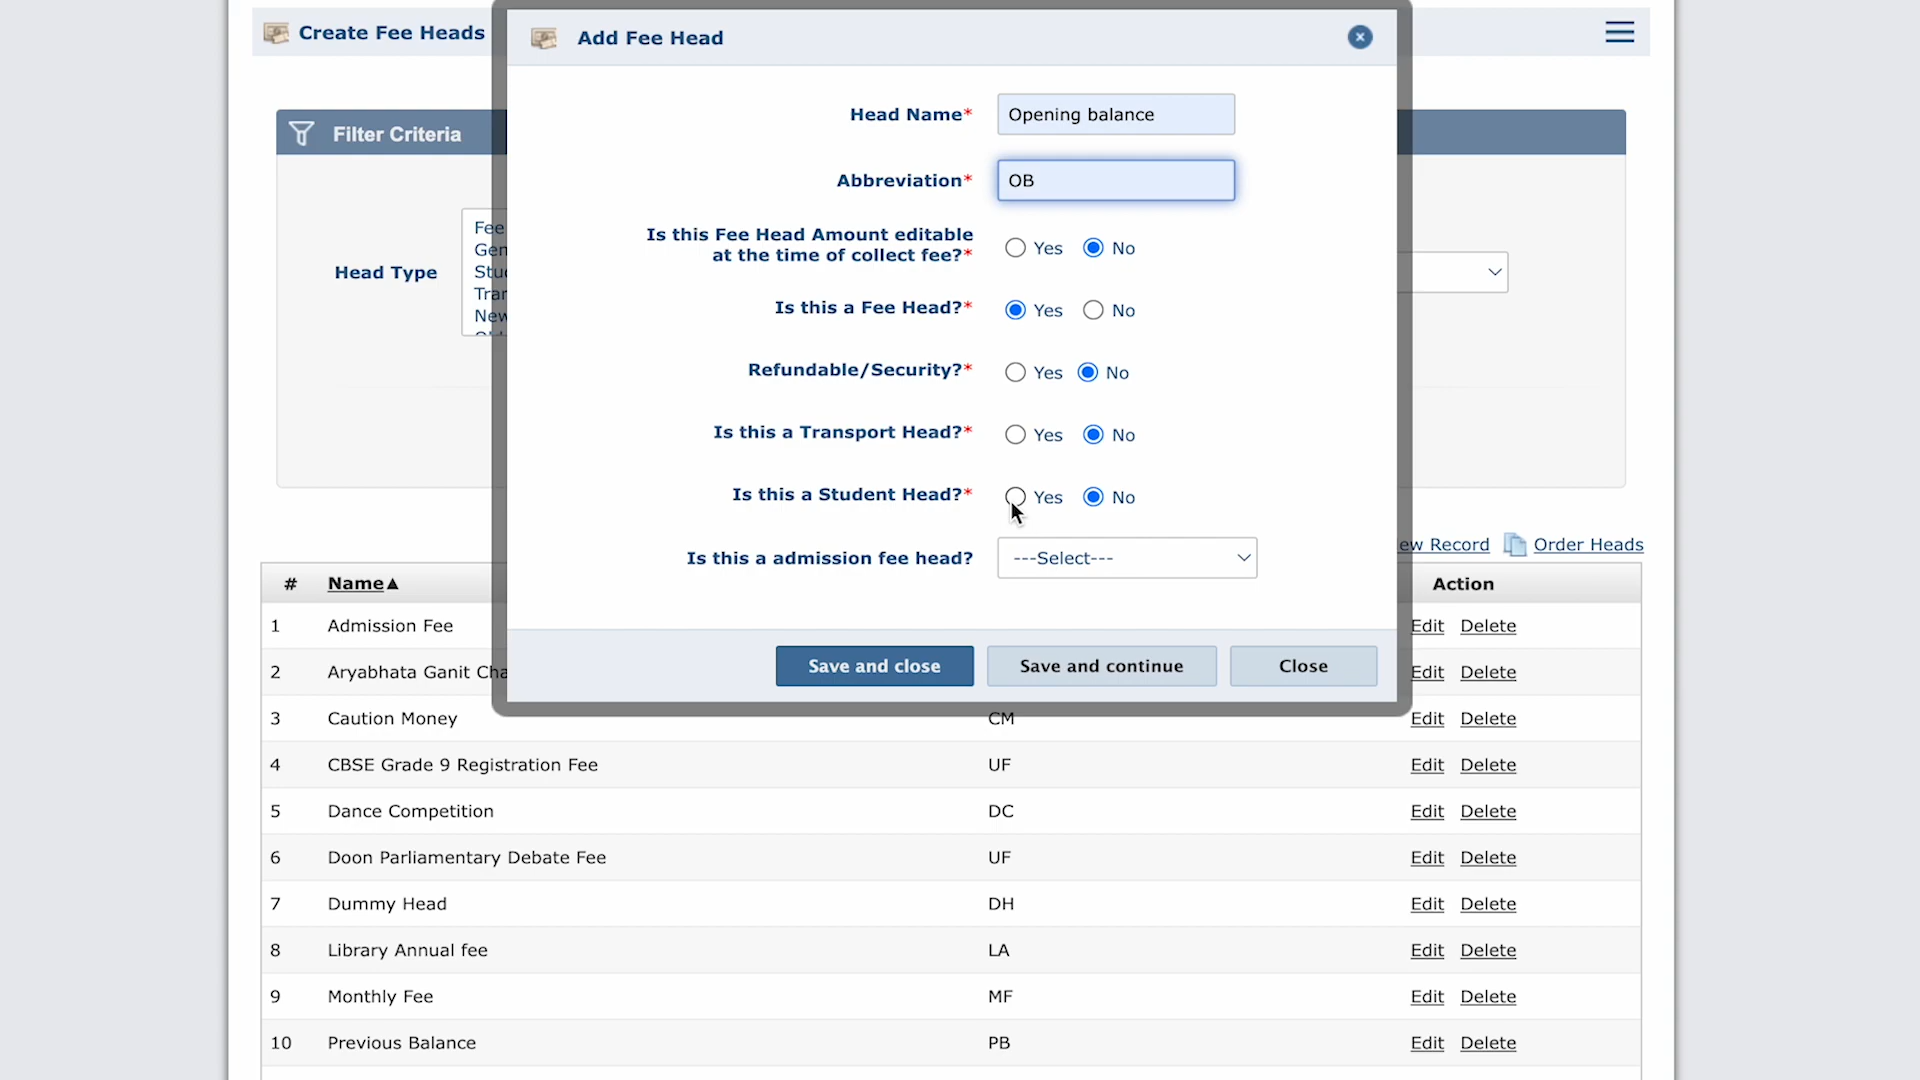 Create Fee Heads
Add Fee Head
Filter Criteria
Head Name* Opening balance
Abbreviation* OB
Head Type
Fee
Gen
Stu
Tran
New
Is this Fee Head Amount editable
at the time of collect fee?* Yes No
Is this a Fee Head?* Yes No
Refundable/Security?* Yes No
Is this a Transport Head?* Yes No
Is this a Student Head?* Yes No
Is this a admission fee head? ---Select---
Save and close Save and continue Close
ew Record Order Heads
# Name▲ Action
1 Admission Fee Edit Delete
2 Aryabhata Ganit Cha Edit Delete
3 Caution Money CM Edit Delete
4 CBSE Grade 9 Registration Fee UF Edit Delete
5 Dance Competition DC Edit Delete
6 Doon Parliamentary Debate Fee UF Edit Delete
7 Dummy Head DH Edit Delete
8 Library Annual fee LA Edit Delete
9 Monthly Fee MF Edit Delete
10 Previous Balance PB Edit Delete